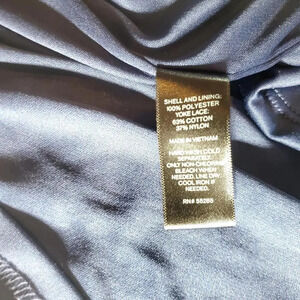 SHELL AND LINING:
100% POLYESTER
YOKE LACE:
63% COTTON
37% NYLON
MADE IN VIETNAM
HAND WASH COLD
SEPARATELY.
ONLY NON-CHLORINE
BLEACH WHEN
NEEDED. LINE DRY.
COOL IRON IF
NEEDED.
RN# 55285